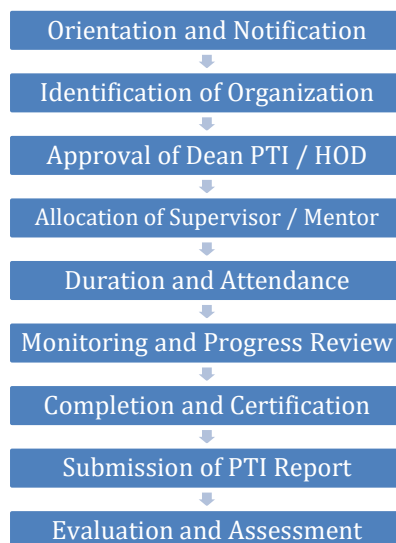 Orientation and Notification
Identification of Organization
Approval of Dean PTI / HOD
Allocation of Supervisor / Mentor
Duration and Attendance
Monitoring and Progress Review
Completion and Certification
Submission of PTI Report
Evaluation and Assessment